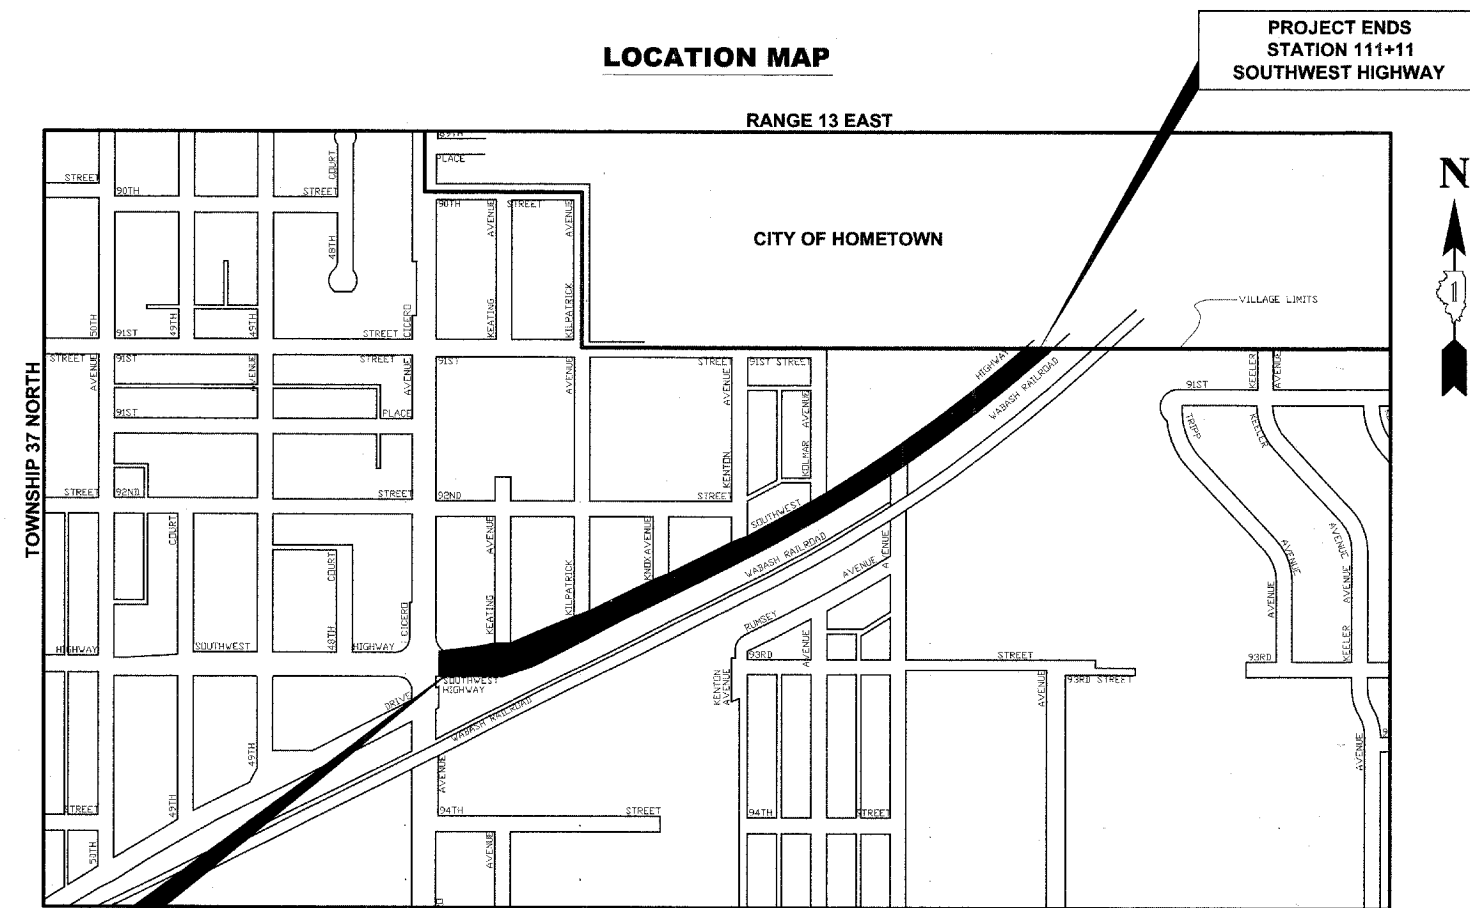 PROJECT ENDS
STATION 111+11
SOUTHWEST HIGHWAY
LOCATION MAP
RANGE 13 EAST
TOWNSHIP 37 NORTH
N
CITY OF HOMETOWN
VILLAGE LIMITS
89TH
PLACE
STREET
90TH
STREET
COURT
48TH
90TH
STREET
AVENUE
KEATING
AVENUE
KILPATRICK
50TH
91ST
49TH
49TH
STREET
CICERO
STREET
AVENUE
91ST
AVENUE
STREET
AVENUE
91ST
AVENUE
STREET
AVENUE
91ST STREET
91ST
PLACE
KENTON
KOLMAR AVENUE
HIGHWAY
WABASH RAILROAD
91ST
KEELER
AVENUE
TRIPP
KEELER
STREET
92ND
STREET
92ND
STREET
SOUTHWEST
COURT
AVENUE
KEATING
KILPATRICK
KNOX AVENUE
WABASH RAILROAD
AVENUE
AVENUE
AVENUE
AVENUE
AVENUE
AVENUE
KEELER
COURT
48TH
CICERO
HIGHWAY
SOUTHWEST
HIGHWAY
RUMSEY
93RD
AVENUE
STREET
93RD
SOUTHWEST
HIGHWAY
KENTON
AVENUE
AVENUE
93RD STREET
DRIVE
WABASH RAILROAD
49TH
AVENUE
AVENUE
STREET
49TH
94TH
STREET
94TH
STREET
50TH
AVENUE